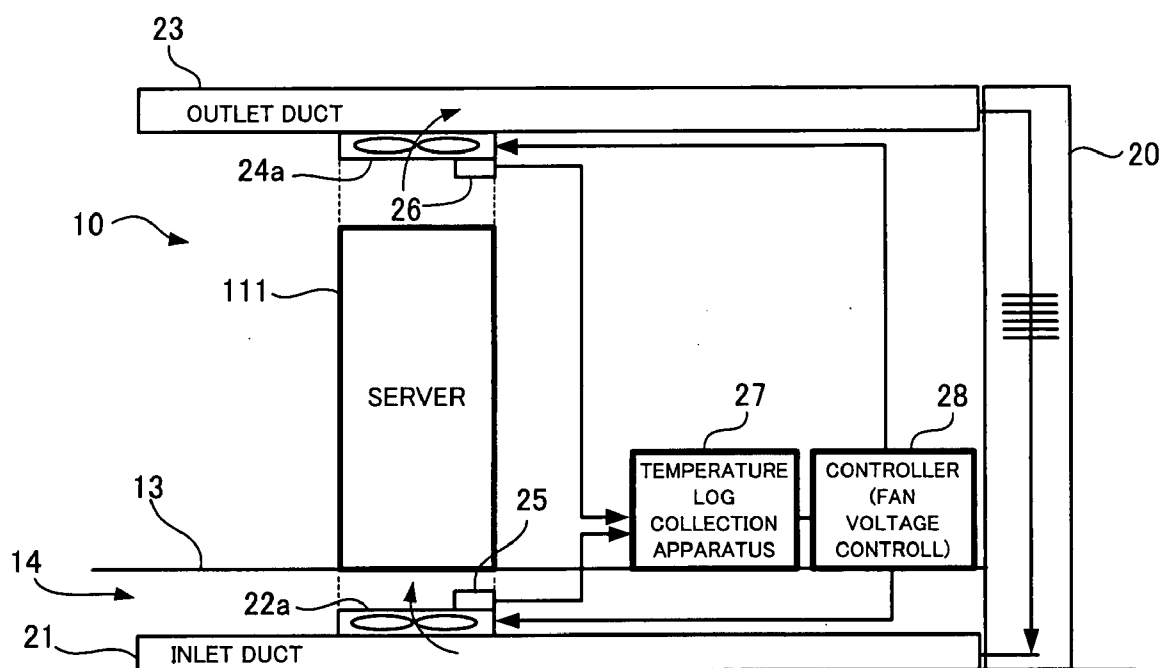 23
OUTLET DUCT
24a
26
20
10
111
SERVER
27
28
TEMPERATURE
LOG
COLLECTION
APPARATUS
CONTROLLER
(FAN
VOLTAGE
CONTROLL)
13
25
14
22a
21
INLET DUCT